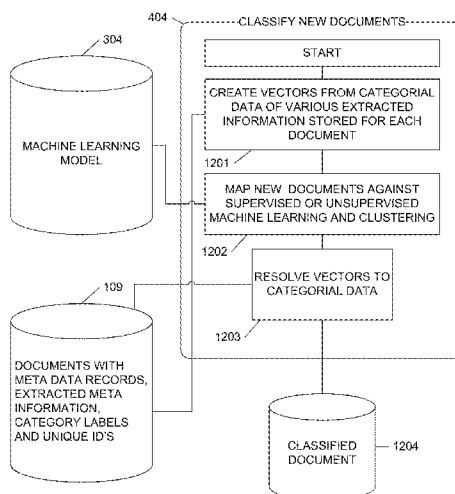 404
CLASSIFY NEW DOCUMENTS
304
START
CREATE VECTORS FROM CATEGORIAL
DATA OF VARIOUS EXTRACTED
INFORMATION STORED FOR EACH
DOCUMENT
1201
MACHINE LEARNING
MODEL
MAP NEW DOCUMENTS AGAINST
SUPERVISED OR UNSUPERVISED
MACHINE LEARNING AND CLUSTERING
1202
109
RESOLVE VECTORS TO
CATEGORIAL DATA
1203
DOCUMENTS WITH
META DATA RECORDS,
EXTRACTED META
INFORMATION,
CATEGORY LABELS
AND UNIQUE ID'S
CLASSIFIED
DOCUMENT
1204